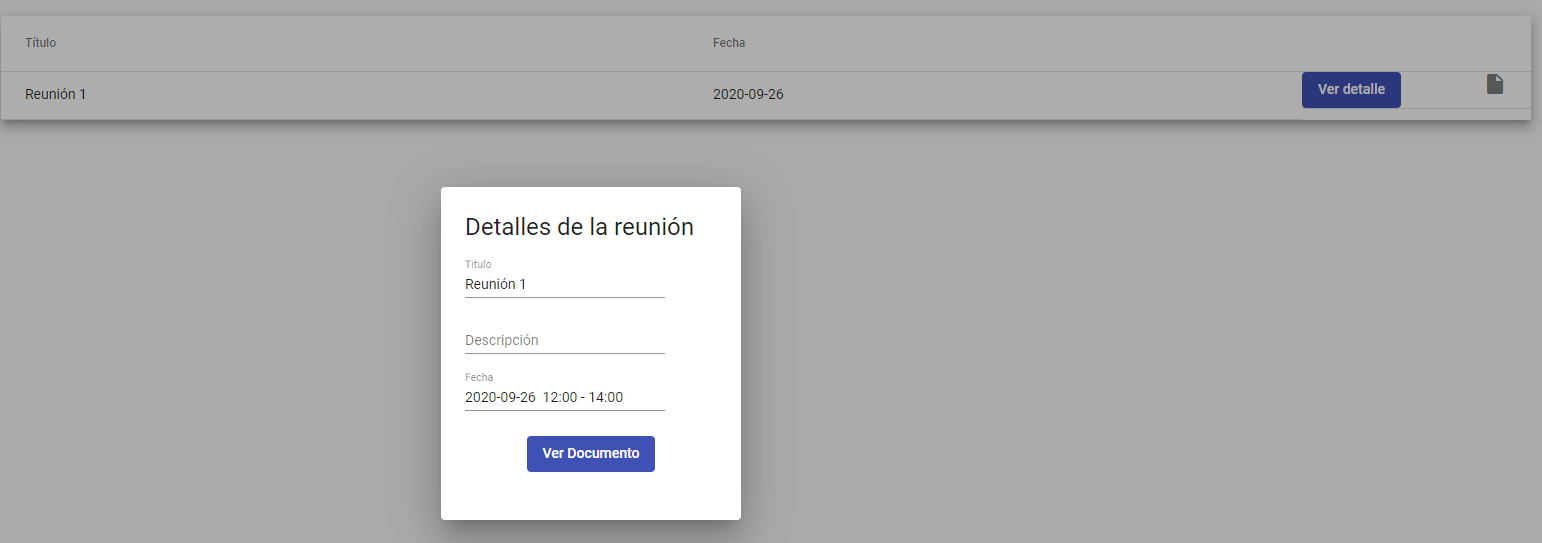 Título Fecha
Reunión 1 2020-09-26 Ver detalle
Detalles de la reunión
Titulo
Reunión 1
Descripción
Fecha
2020-09-26 12:00 - 14:00
Ver Documento